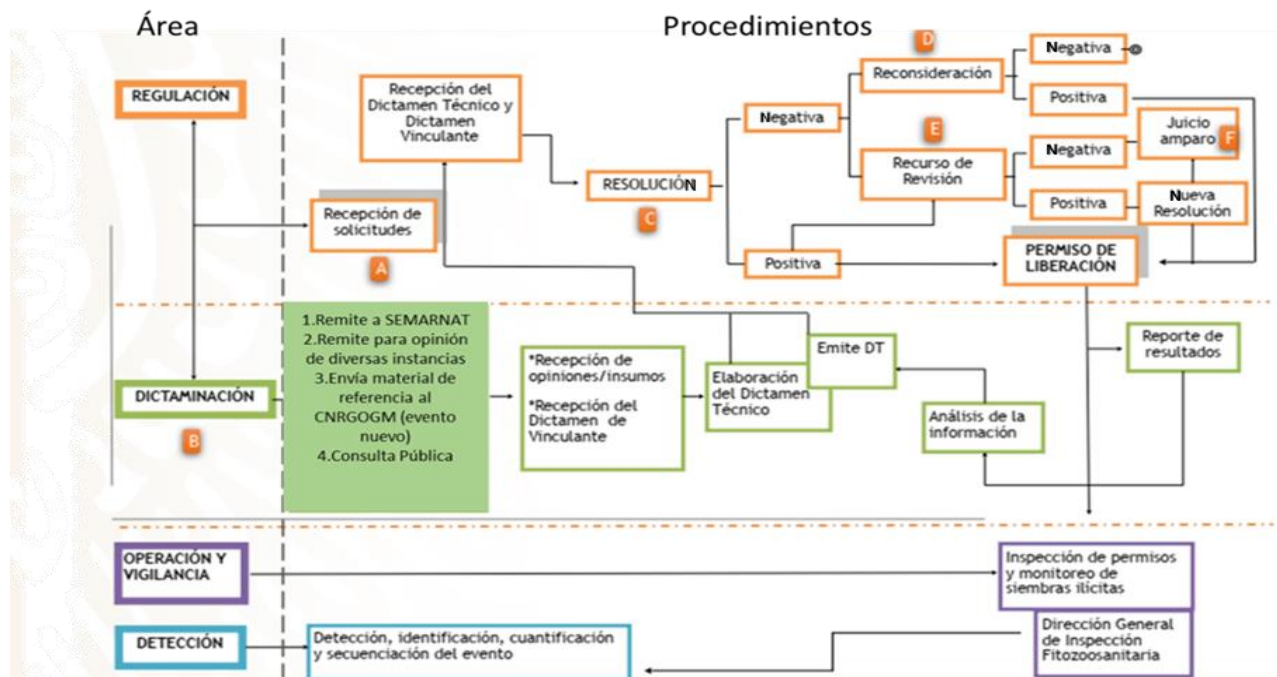 Área
Procedimientos
REGULACIÓN
Recepción del
Dictamen Técnico y
Dictamen
Vinculante
Recepción de
solicitudes
A
RESOLUCIÓN
C
Negativa
Positiva
D
Reconsideración
E
Recurso de
Revisión
Negativa
Positiva
Negativa
Positiva
Juicio
amparo
F
Nueva
Resolución
PERMISO DE
LIBERACIÓN
DICTAMINACIÓN
B
1.Remite a SEMARNAT
2.Remite para opinión
de diversas instancias
3.Envía material de
referencia al
CNRGOGM (evento
nuevo)
4.Consulta Pública
*Recepción de
opiniones/insumos
*Recepción del
Dictamen de
Vinculante
Elaboración
del Dictamen
Técnico
Emite DT
Análisis de la
información
Reporte de
resultados
OPERACIÓN Y
VIGILANCIA
Inspección de permisos
y monitoreo de
siembras ilícitas
DETECCIÓN
Detección, identificación, cuantificación
y secuenciación del evento
Dirección General
de Inspección
Fitozoosanitaria